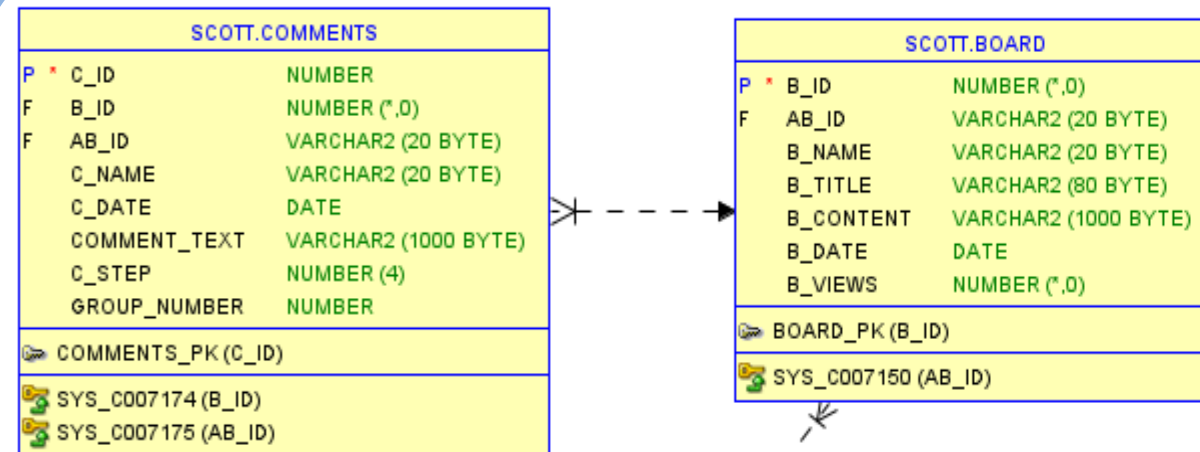 SCOTT.COMMENTS
P * C_ID NUMBER
F B_ID NUMBER (*,0)
F AB_ID VARCHAR2 (20 BYTE)
C_NAME VARCHAR2 (20 BYTE)
C_DATE DATE
COMMENT_TEXT VARCHAR2 (1000 BYTE)
C_STEP NUMBER (4)
GROUP_NUMBER NUMBER
COMMENTS_PK (C_ID)
SYS_C007174 (B_ID)
SYS_C007175 (AB_ID)
SCOTT.BOARD
P * B_ID NUMBER (*,0)
F AB_ID VARCHAR2 (20 BYTE)
B_NAME VARCHAR2 (20 BYTE)
B_TITLE VARCHAR2 (80 BYTE)
B_CONTENT VARCHAR2 (1000 BYTE)
B_DATE DATE
B_VIEWS NUMBER (*,0)
BOARD_PK (B_ID)
SYS_C007150 (AB_ID)